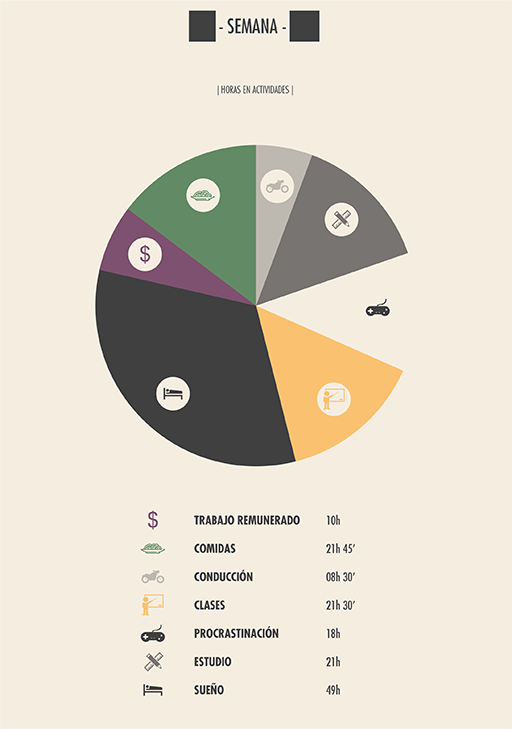 - SEMANA -
| HORAS EN ACTIVIDADES |
$
$ TRABAJO REMUNERADO 10h
COMIDAS 21h 45’
CONDUCCIÓN 08h 30’
CLASES 21h 30’
PROCRASTINACIÓN 18h
ESTUDIO 21h
SUEÑO 49h